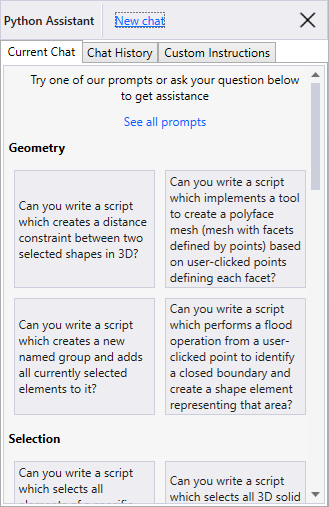 Python Assistant New chat
Current Chat Chat History Custom Instructions
Try one of our prompts or ask your question below
to get assistance
See all prompts
Geometry
Can you write a script
which creates a distance
constraint between two
selected shapes in 3D?
Can you write a script
which implements a tool
to create a polyface
mesh (mesh with facets
defined by points) based
on user-clicked points
defining each facet?
Can you write a script
which creates a new
named group and adds
all currently selected
elements to it?
Can you write a script
which performs a flood
operation from a user-
clicked point to identify
a closed boundary and
create a shape element
representing that area?
Selection
Can you write a script
which selects all
elements of a specific
Can you write a script
which selects all 3D solid